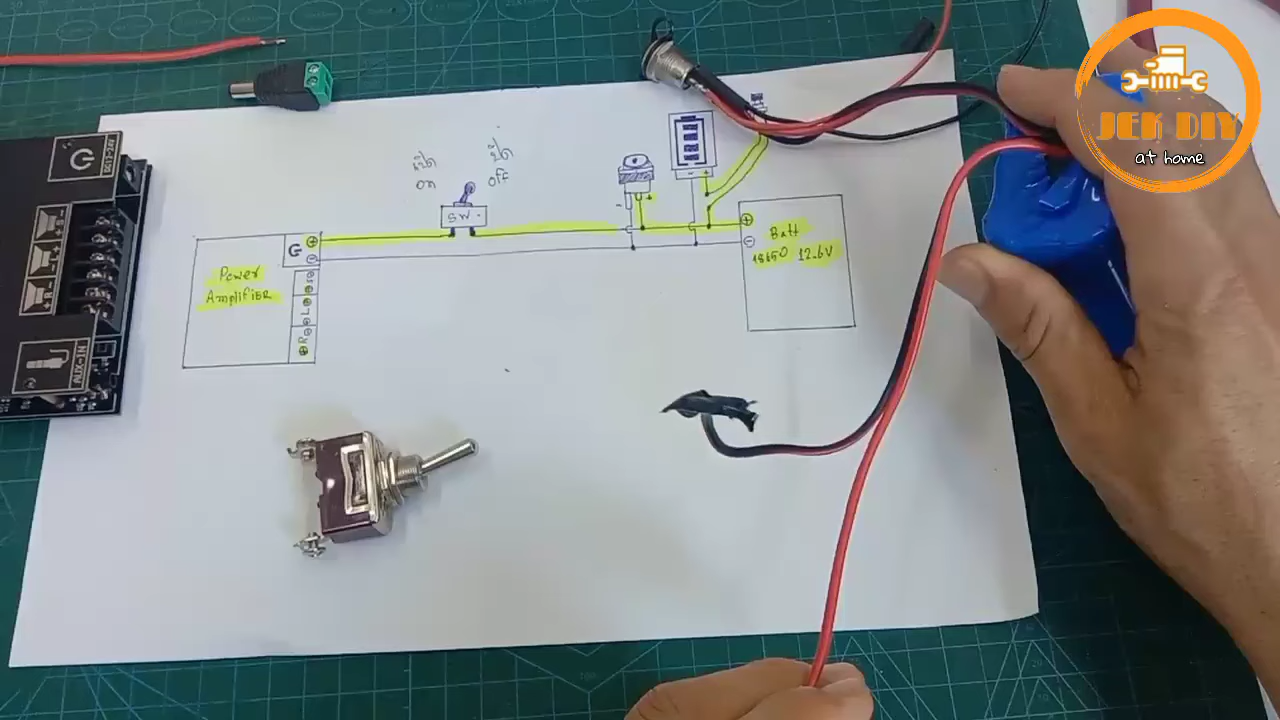 เปิด
on
ปิด
off
SW.
G
+
-
Power
Amplifier
R
L
+
-
Batt
18650 12.6V
AUX-IN
JEK DIY
at home